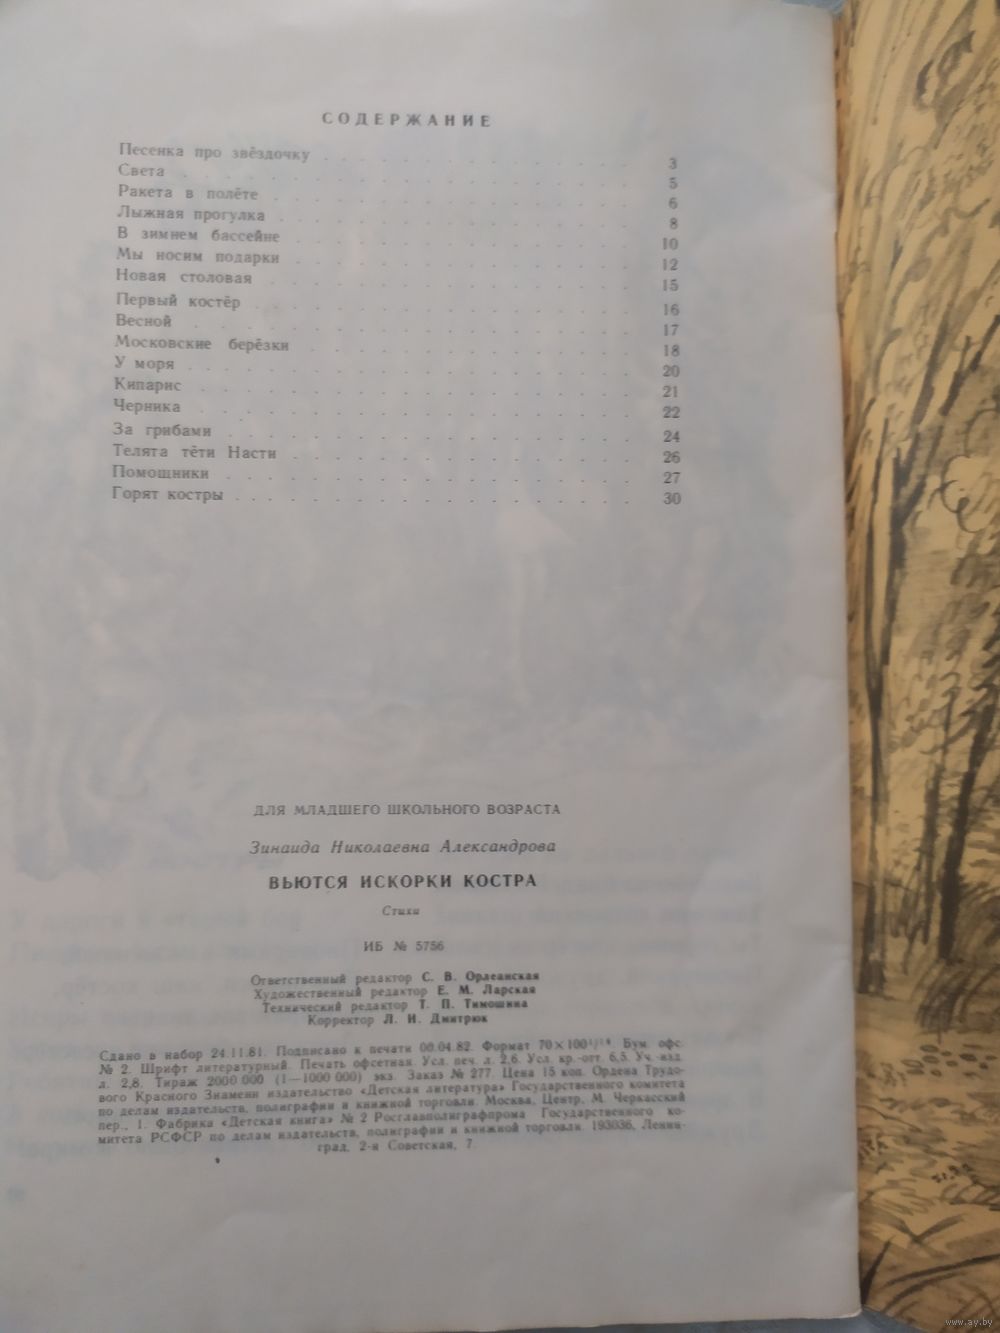 СОДЕРЖАНИЕ
Песенка про звёздочку 3
Света 5
Ракета в полёте 6
Лыжная прогулка 8
В зимнем бассейне 10
Мы носим подарки 12
Новая столовая 15
Первый костёр 16
Весной 17
Московские берёзки 18
У моря 20
Кипарис 21
Черника 22
За грибами 24
Телята тёти Насти 26
Помощники 27
Горят костры 30
ДЛЯ МЛАДШЕГО ШКОЛЬНОГО ВОЗРАСТА
Зинаида Николаевна Александрова
ВЬЮТСЯ ИСКОРКИ КОСТРА
Стихи
ИБ № 5756
Ответственный редактор С. В. Орлеанская
Художественный редактор Е. М. Ларская
Технический редактор Т. П. Тимошина
Корректор Л. И. Дмитрюк
Сдано в набор 24.11.81. Подписано к печати 00.04.82. Формат 70×100¹/₁₆. Бум. офс.
№ 2. Шрифт литературный. Печать офсетная. Усл. печ. л. 2,6. Усл. кр.-отт. 6,5. Уч.-изд.
л. 2,8. Тираж 2000 000 (1—1000 000) экз. Заказ № 277. Цена 15 коп. Ордена Трудо-
вого Красного Знамени издательство «Детская литература» Государственного комитета
по делам издательств, полиграфии и книжной торговли. Москва, Центр, М. Черкасский
пер., 1. Фабрика «Детская книга» № 2 Росглавполиграфпрома Государственного ко-
митета РСФСР по делам издательств, полиграфии и книжной торговли. 193036, Ленин-
град, 2-я Советская, 7.
www.ay.by